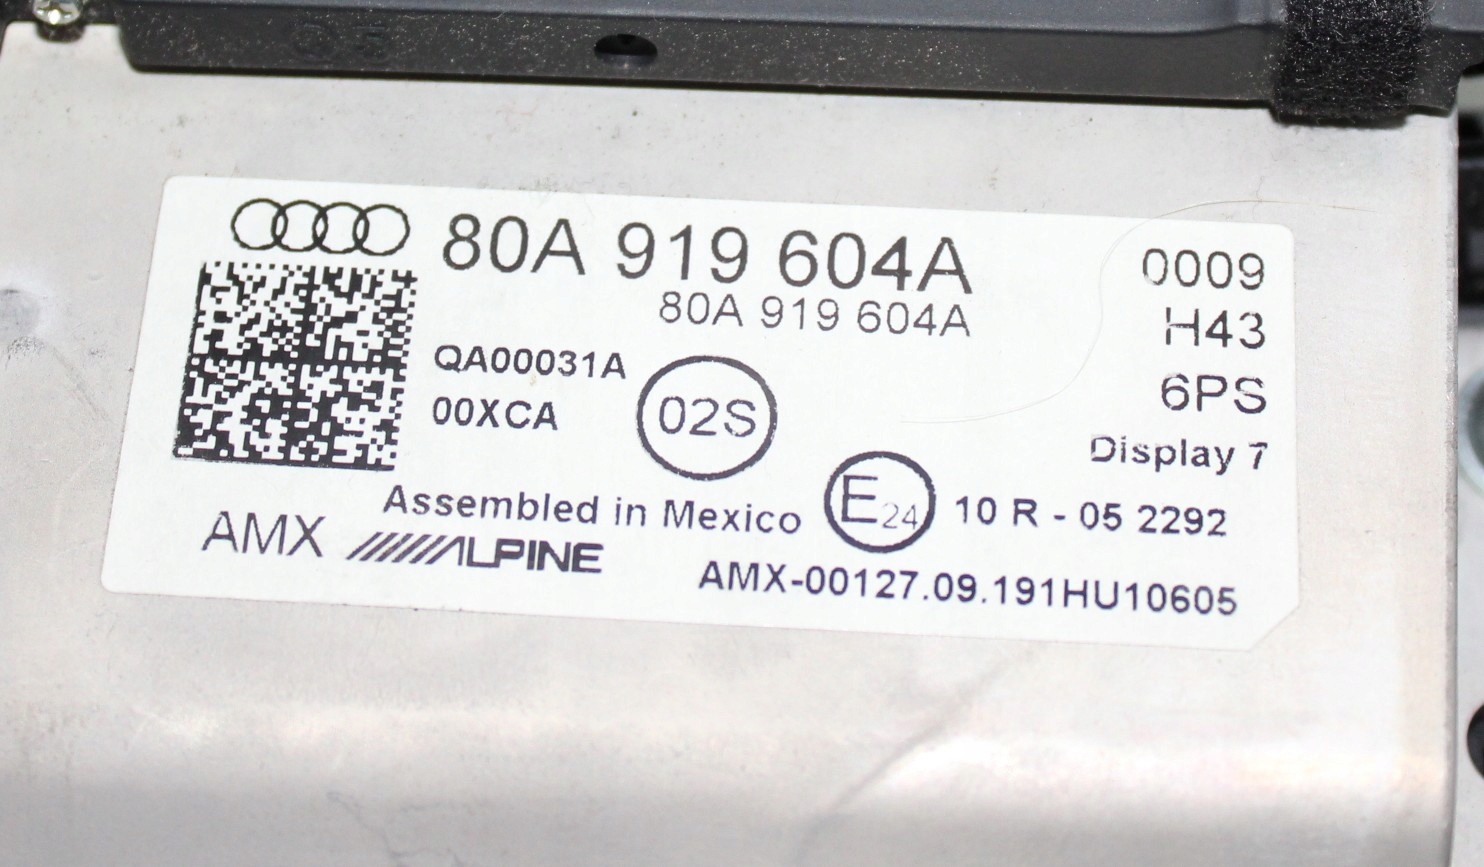 Q5
80A 919 604A 0009
80A 919 604A H43
QA00031A 6PS
00XCA 02S Display 7
Assembled in Mexico E24 10 R - 05 2292
AMX ALPINE
AMX-00127.09.191HU10605